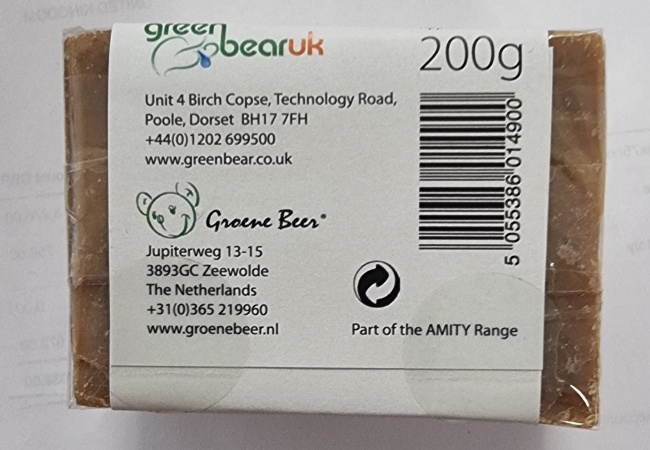 green
bearuk
200g
Unit 4 Birch Copse, Technology Road,
Poole, Dorset BH17 7FH
+44(0)1202 699500
www.greenbear.co.uk
Groene Beer®
Jupiterweg 13-15
3893GC Zeewolde
The Netherlands
+31(0)365 219960
www.groenebeer.nl
5 055386 014900
Part of the AMITY Range